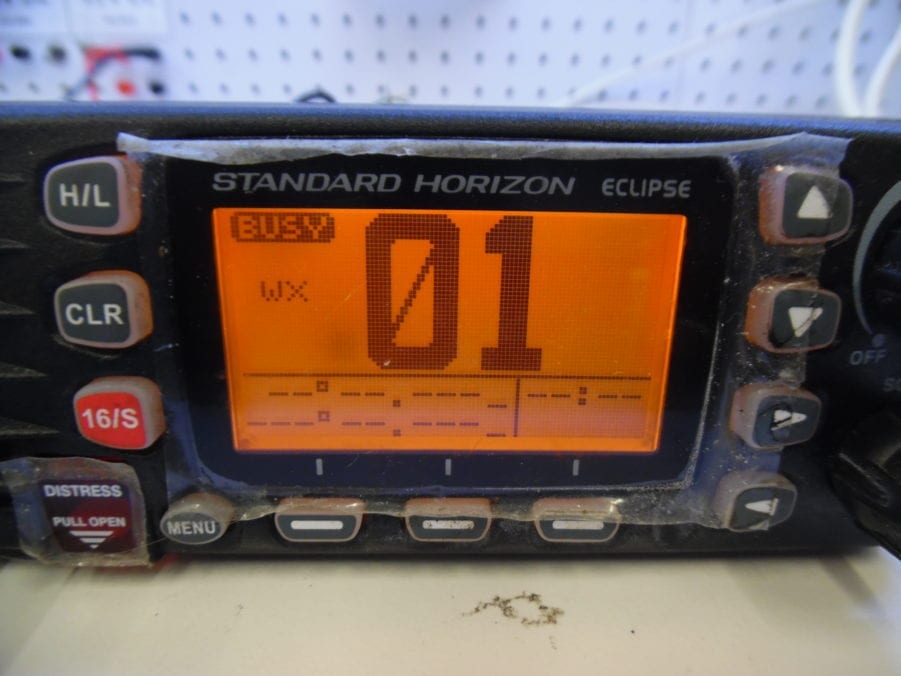 STANDARD HORIZON ECLIPSE
H/L
BUSY
01
WX
CLR
16/S
OFF
DISTRESS
PULL OPEN
MENU